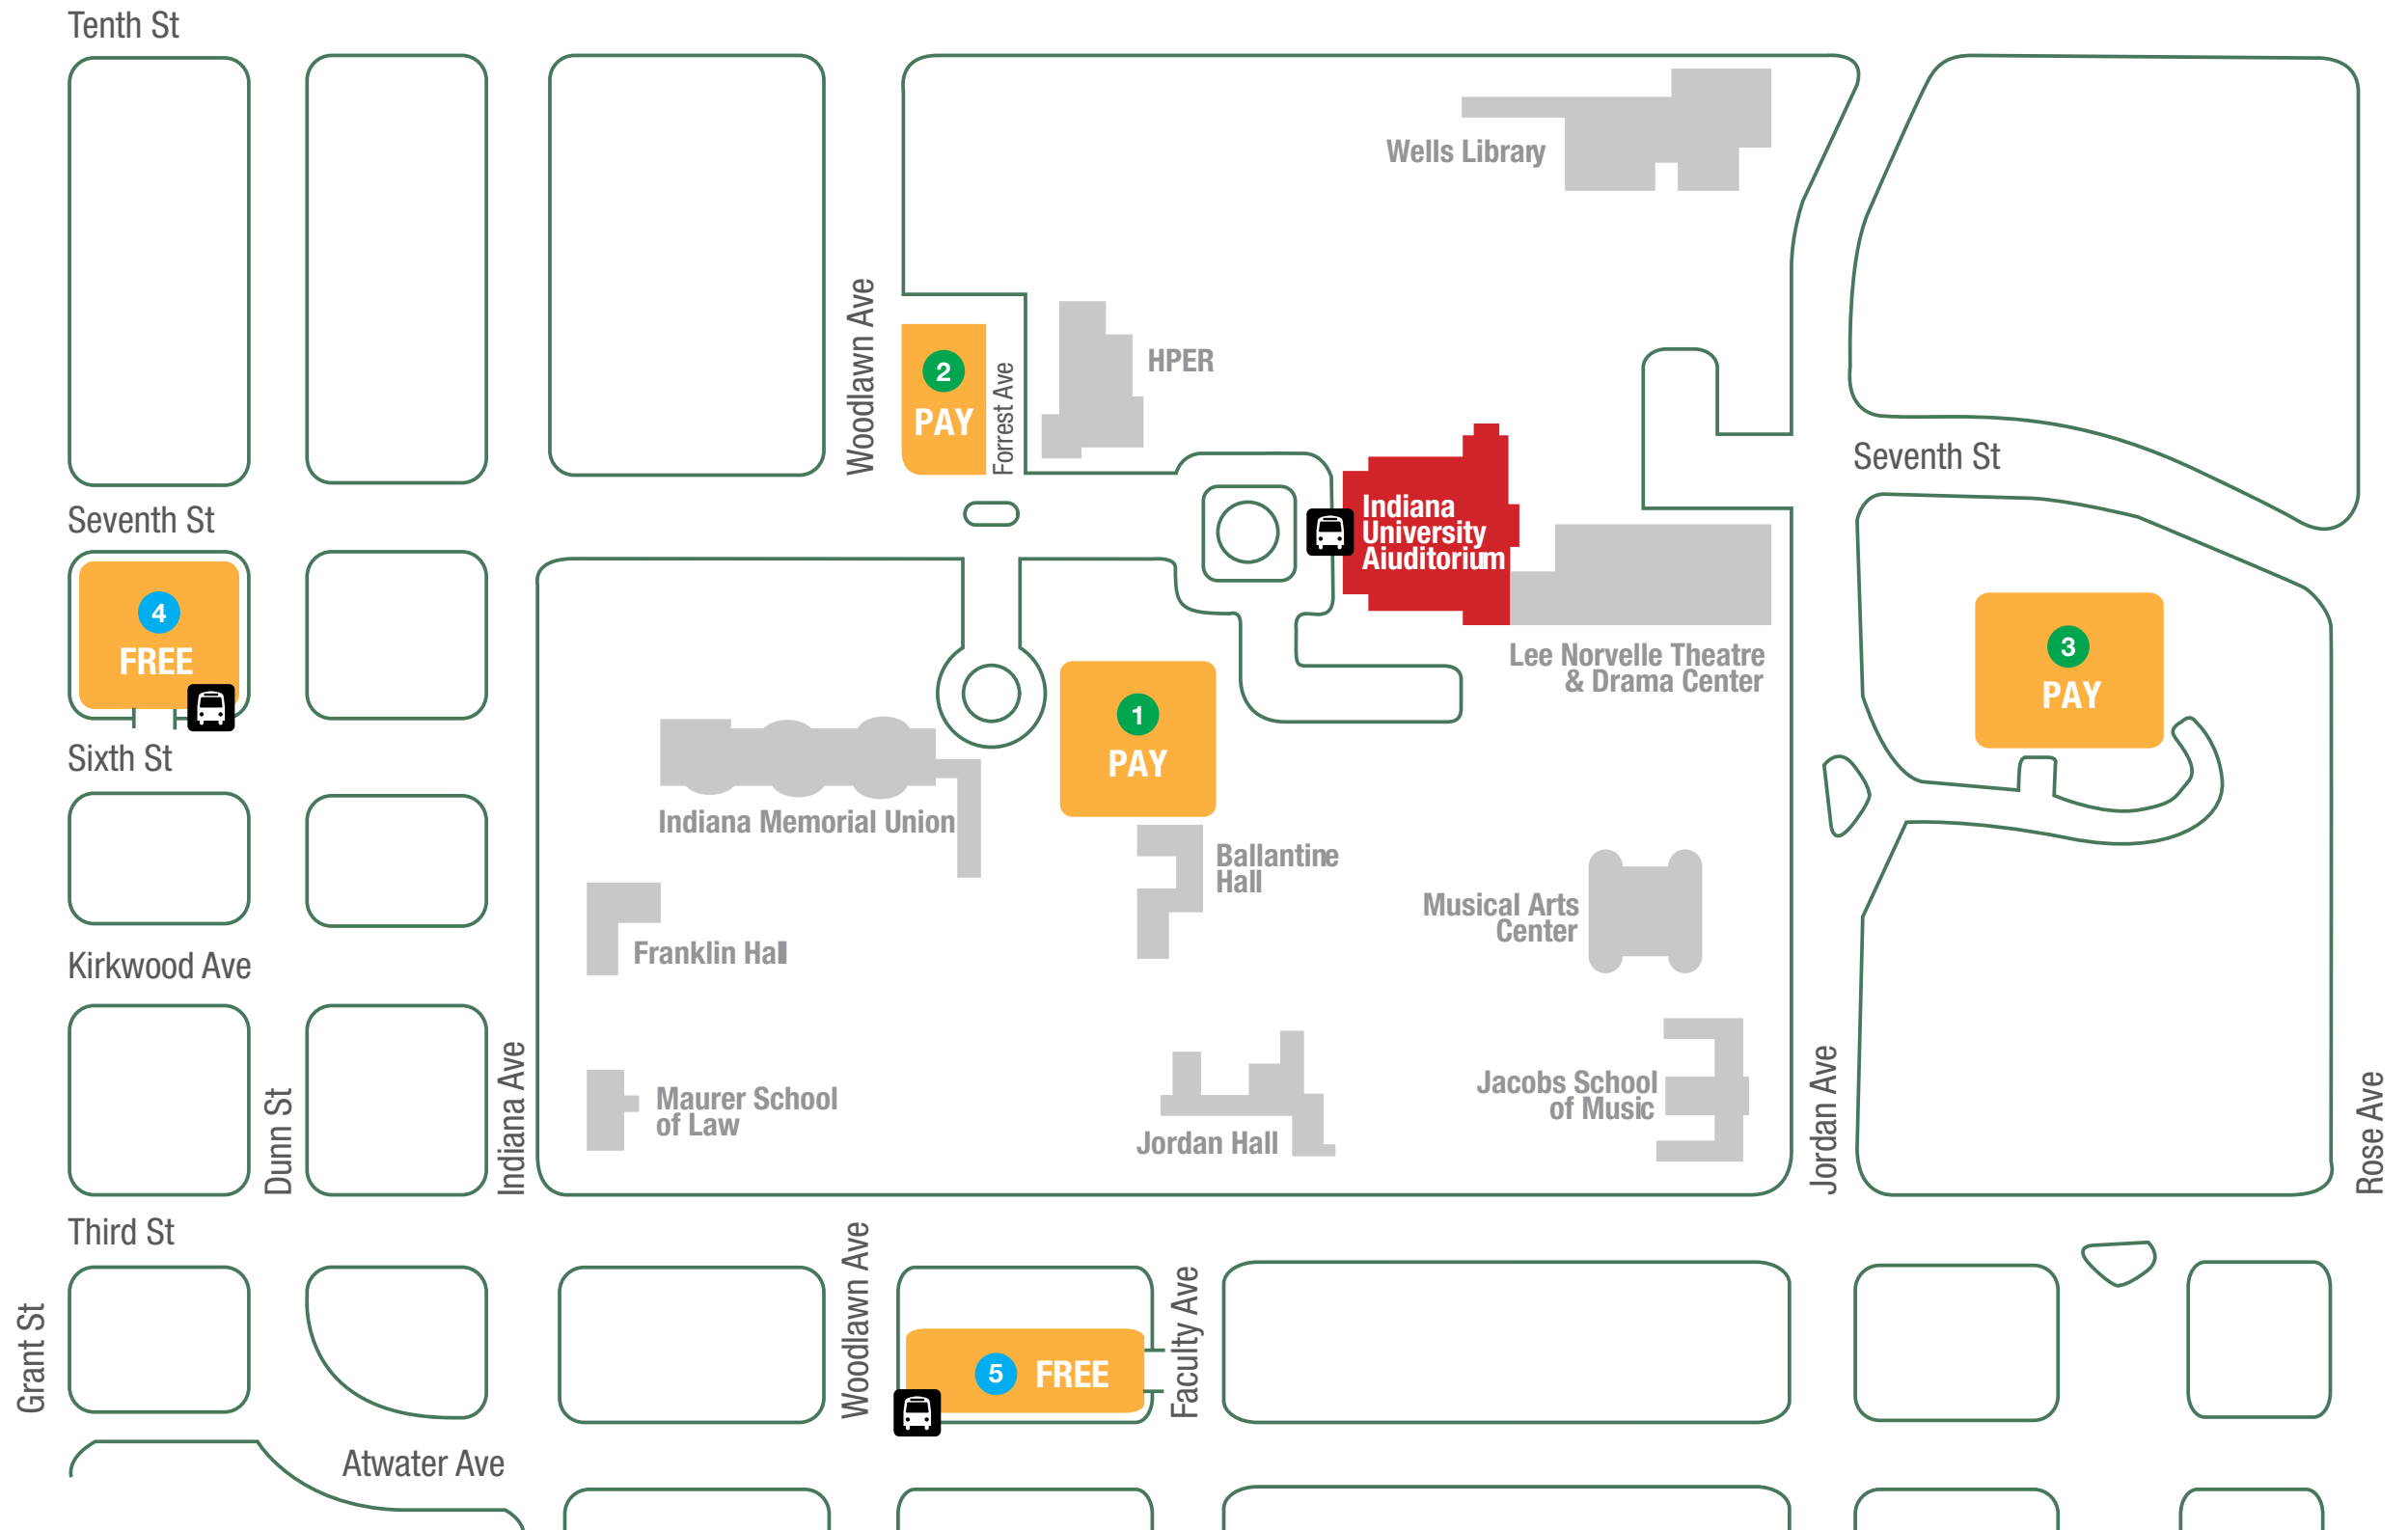 Tenth St
Wells Library
Woodlawn Ave
2
PAY
Forrest Ave
HPER
Seventh St
Seventh St
Indiana
University
Aiuditorium
4
FREE
3
PAY
Lee Norvelle Theatre
& Drama Center
1
PAY
Sixth St
Indiana Memorial Union
Ballantine
Hall
Musical Arts
Center
Franklin Hall
Kirkwood Ave
Dunn St
Indiana Ave
Maurer School
of Law
Jordan Hall
Jacobs School
of Music
Jordan Ave
Rose Ave
Third St
Grant St
Woodlawn Ave
5
FREE
Faculty Ave
Atwater Ave